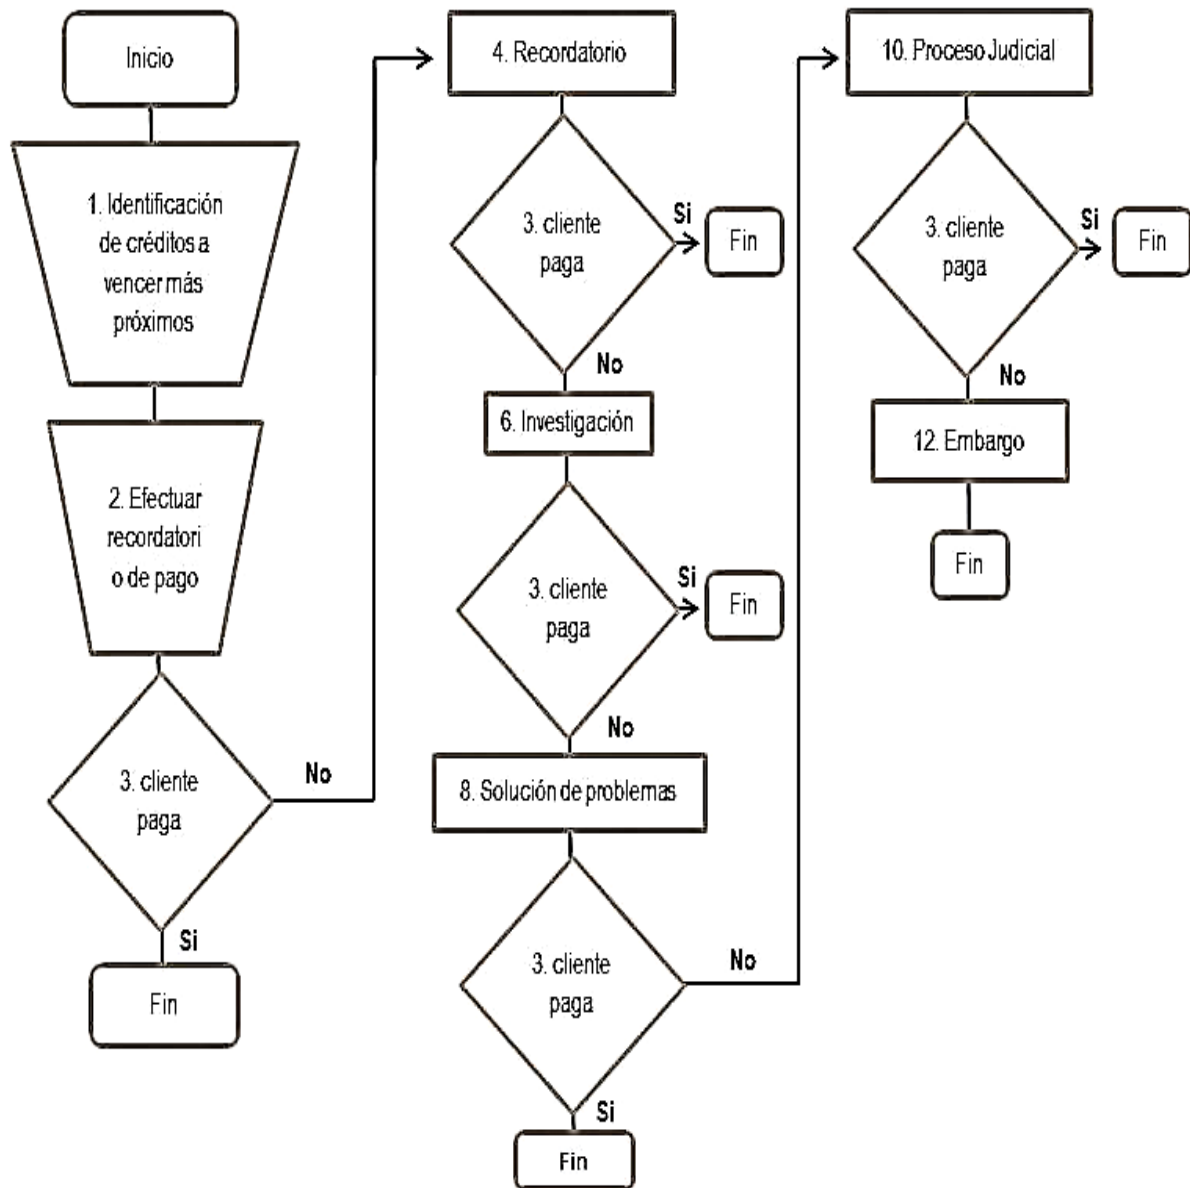 Inicio
1. Identificación
de créditos a
vencer más
próximos
2. Efectuar
recordatori
o de pago
3. cliente
paga
No
Si
Fin
4. Recordatorio
3. cliente
paga
Si
Fin
No
6. Investigación
3. cliente
paga
Si
Fin
No
8. Solución de problemas
3. cliente
paga
No
Si
Fin
10. Proceso Judicial
3. cliente
paga
Si
Fin
No
12. Embargo
Fin